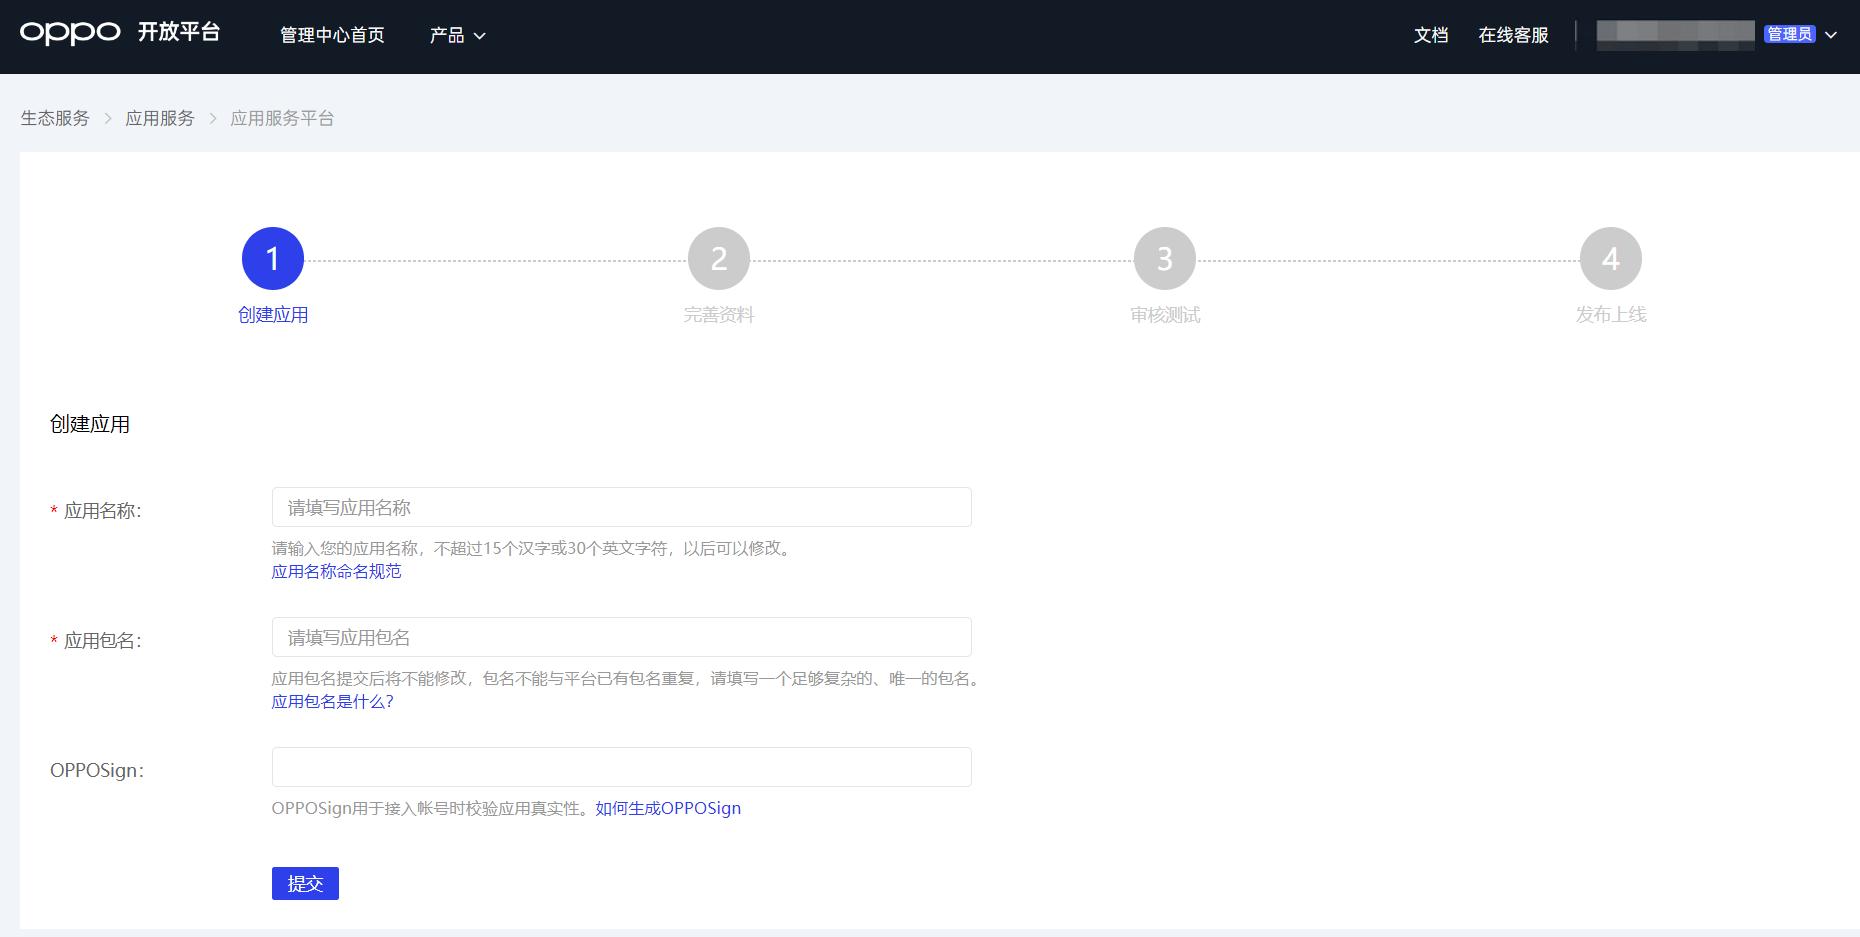 oppo 开放平台 管理中心首页 产品 文档 在线客服 管理员
生态服务 > 应用服务 > 应用服务平台
1 2 3 4
创建应用 完善资料 审核测试 发布上线
创建应用
* 应用名称: 请填写应用名称
请输入您的应用名称，不超过15个汉字或30个英文字符，以后可以修改。
应用名称命名规范
* 应用包名: 请填写应用包名
应用包名提交后将不能修改，包名不能与平台已有包名重复，请填写一个足够复杂的、唯一的包名。
应用包名是什么?
OPPOSign:
OPPOSign用于接入帐号时校验应用真实性。如何生成OPPOSign
提交